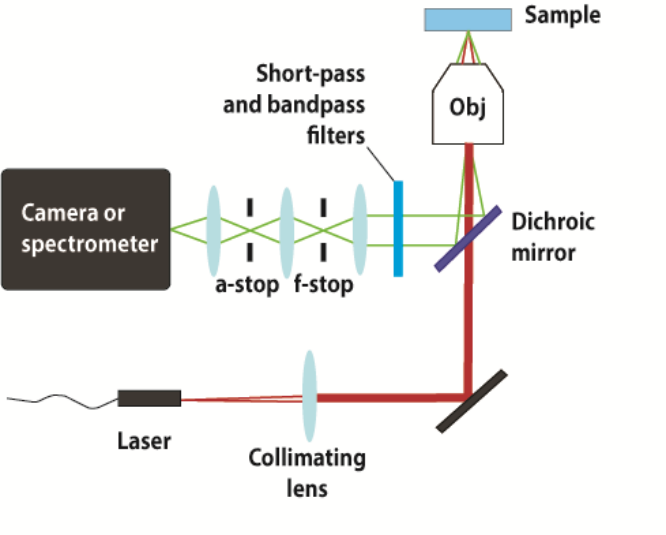 Sample
Short-pass
and bandpass
filters
Obj
Camera or
spectrometer
Dichroic
mirror
a-stop
f-stop
Laser
Collimating
lens